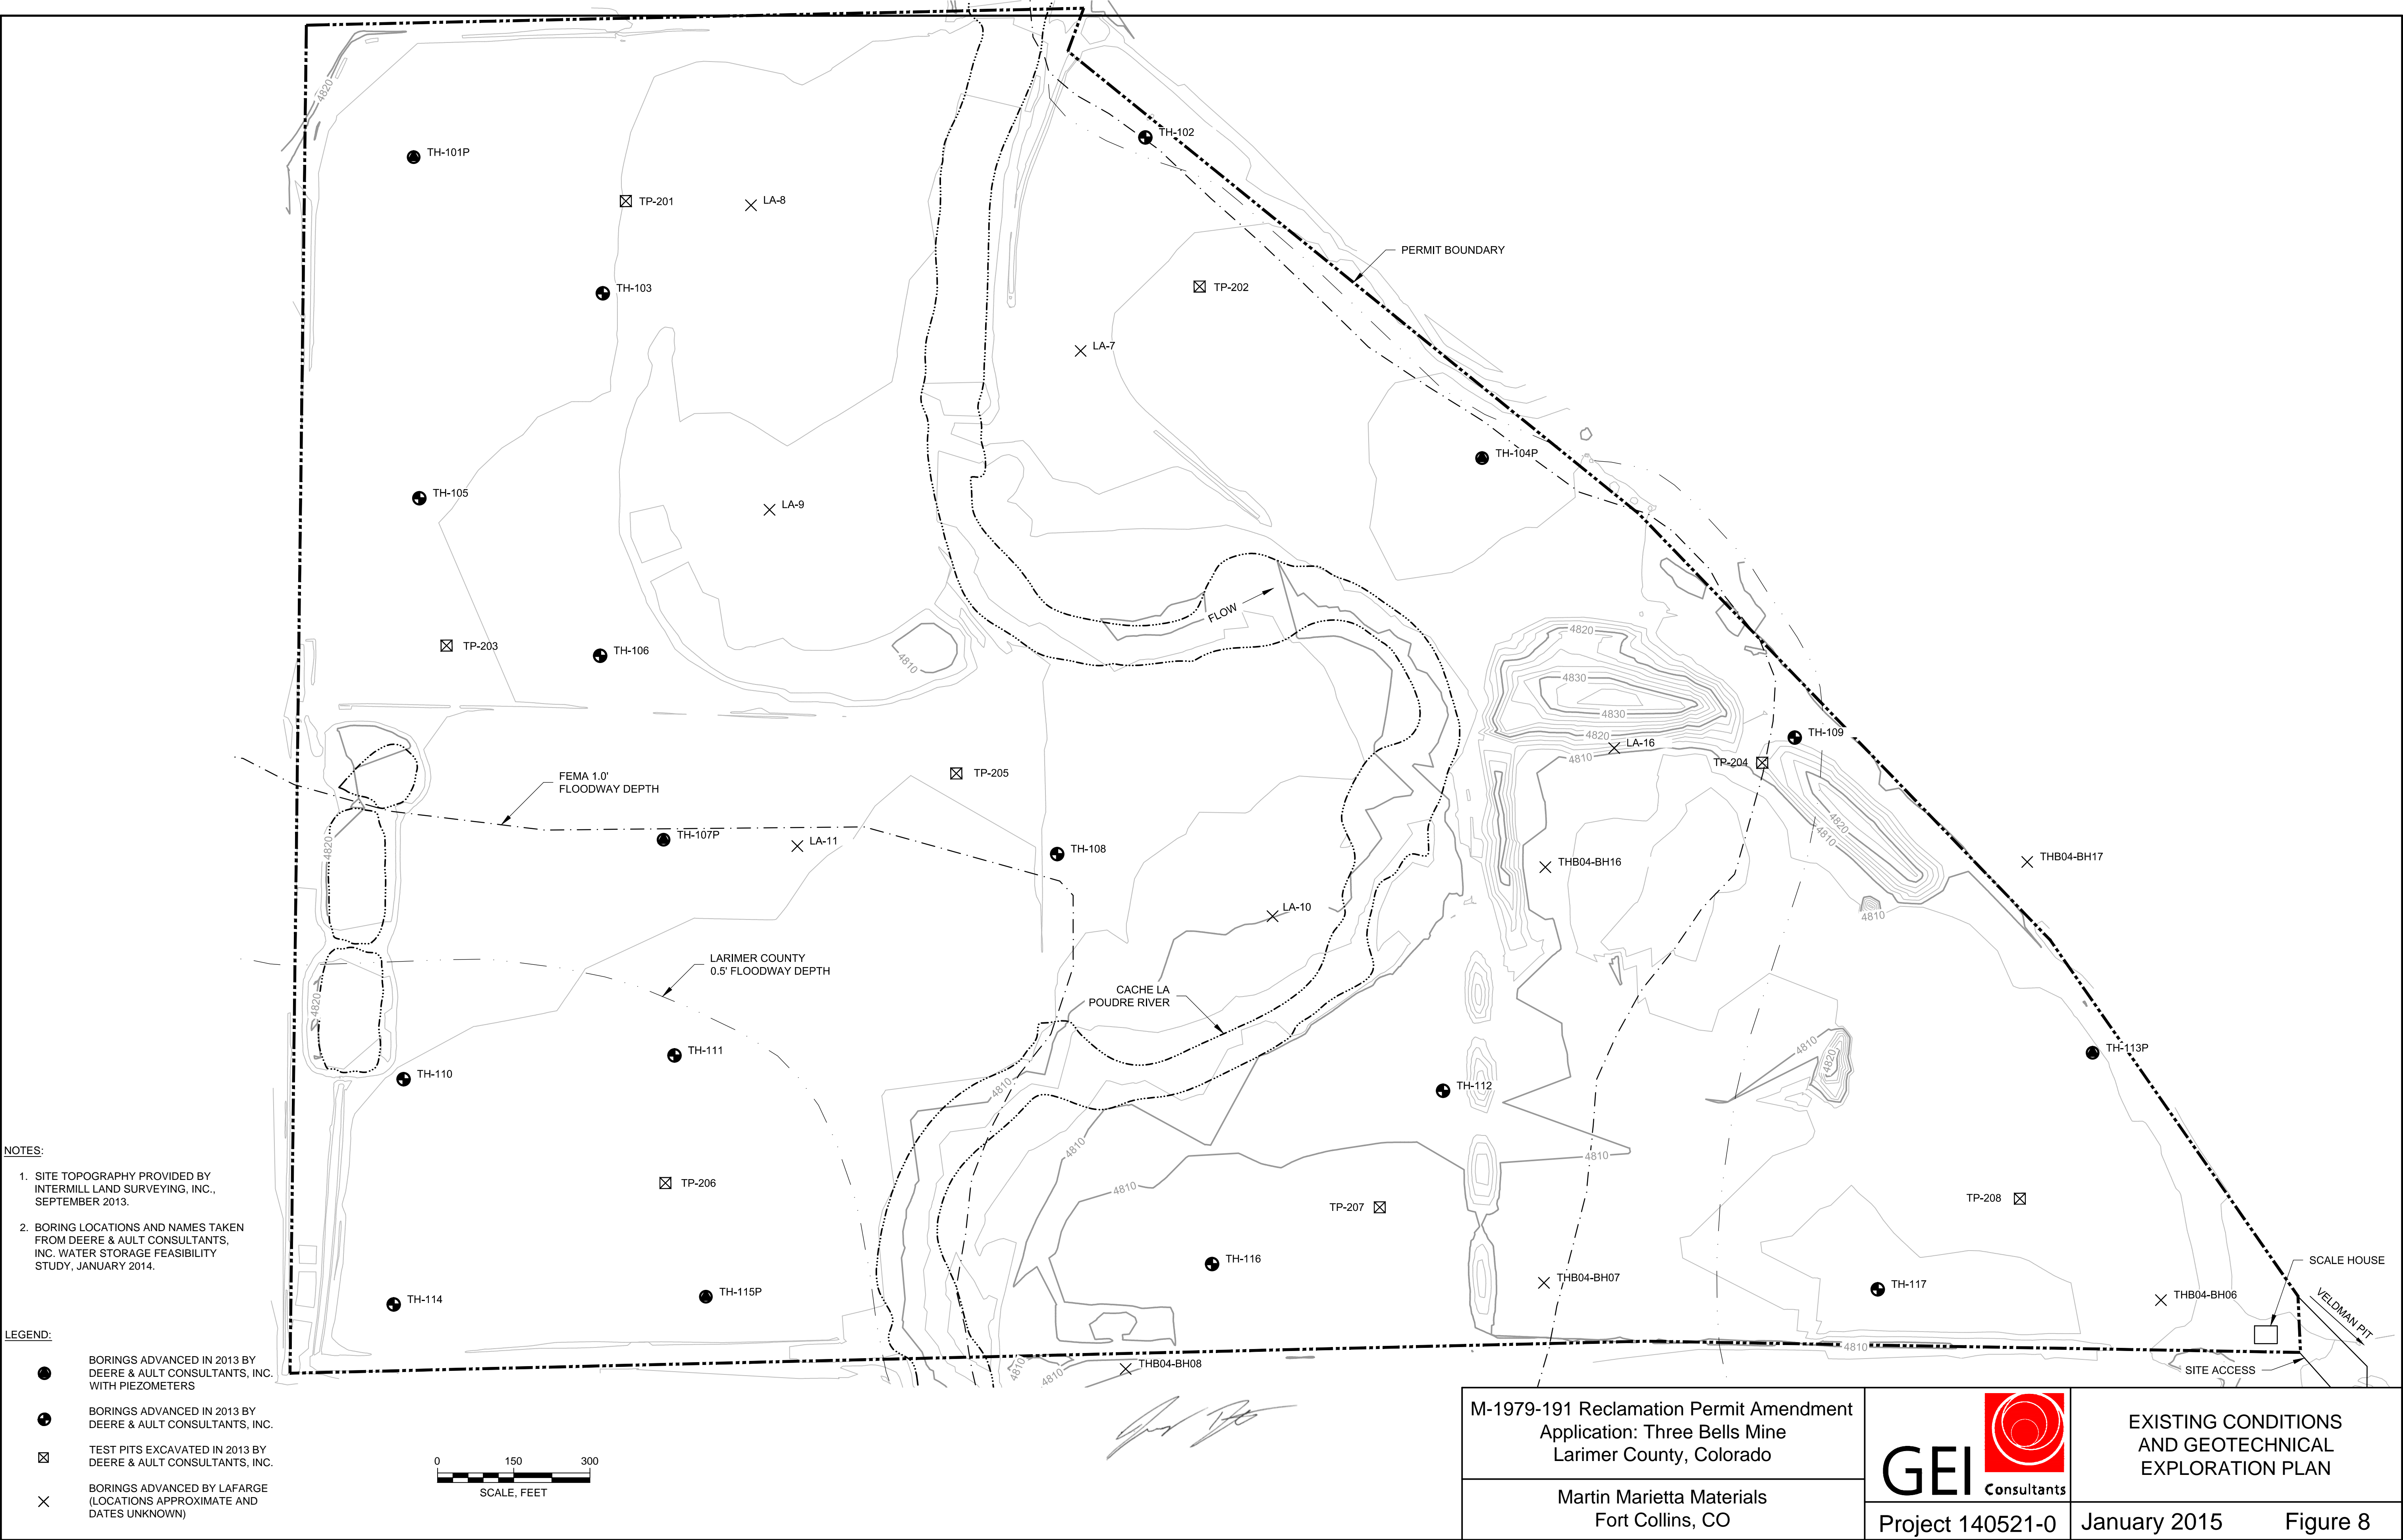 4820
TH-101P
TH-102
TP-201
LA-8
PERMIT BOUNDARY
TP-202
TH-103
LA-7
TH-104P
TH-105
LA-9
FLOW
4820
TP-203
TH-106
4810
4830
4830
4820
LA-16
4810
TH-109
TP-204
TP-205
FEMA 1.0'
FLOODWAY DEPTH
TH-107P
LA-11
TH-108
4820
4820
4810
THB04-BH16
THB04-BH17
LA-10
4810
LARIMER COUNTY
0.5' FLOODWAY DEPTH
CACHE LA
POUDRE RIVER
4820
TH-111
TH-110
4810
TH-112
4810
4820
TH-113P
4810
4810
4810
TP-206
TP-207
TP-208
TH-116
THB04-BH07
TH-117
THB04-BH06
SCALE HOUSE
VELDMAN PIT
TH-114
TH-115P
4810
4810
4810
THB04-BH08
SITE ACCESS
NOTES:
1. SITE TOPOGRAPHY PROVIDED BY
INTERMILL LAND SURVEYING, INC.,
SEPTEMBER 2013.
2. BORING LOCATIONS AND NAMES TAKEN
FROM DEERE & AULT CONSULTANTS,
INC. WATER STORAGE FEASIBILITY
STUDY, JANUARY 2014.
LEGEND:
BORINGS ADVANCED IN 2013 BY
DEERE & AULT CONSULTANTS, INC.
WITH PIEZOMETERS
BORINGS ADVANCED IN 2013 BY
DEERE & AULT CONSULTANTS, INC.
TEST PITS EXCAVATED IN 2013 BY
DEERE & AULT CONSULTANTS, INC.
BORINGS ADVANCED BY LAFARGE
(LOCATIONS APPROXIMATE AND
DATES UNKNOWN)
0 150 300
SCALE, FEET
M-1979-191 Reclamation Permit Amendment
Application: Three Bells Mine
Larimer County, Colorado
Martin Marietta Materials
Fort Collins, CO
GEI Consultants
Project 140521-0
EXISTING CONDITIONS
AND GEOTECHNICAL
EXPLORATION PLAN
January 2015 Figure 8